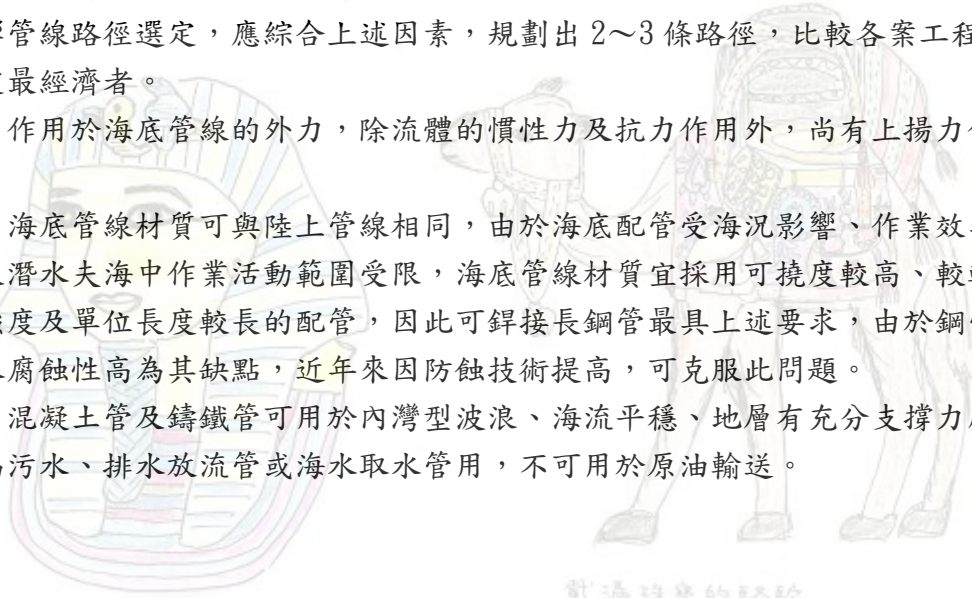 管線路徑選定,應綜合上述因素,規劃出 2~3 條路徑,比較各案工程
最經濟者。
作用於海底管線的外力,除流體的慣性力及抗力作用外,尚有上揚力
海底管線材質可與陸上管線相同,由於海底配管受海況影響、作業效
潛水夫海中作業活動範圍受限,海底管線材質宜採用可撓度較高、較
度及單位長度較長的配管,因此可銲接長鋼管最具上述要求,由於鋼
腐蝕性高為其缺點,近年來因防蝕技術提高,可克服此問題。
混凝土管及鑄鐵管可用於內灣型波浪、海流平穩、地層有充分支撐力
污水、排水放流管或海水取水管用,不可用於原油輸送。